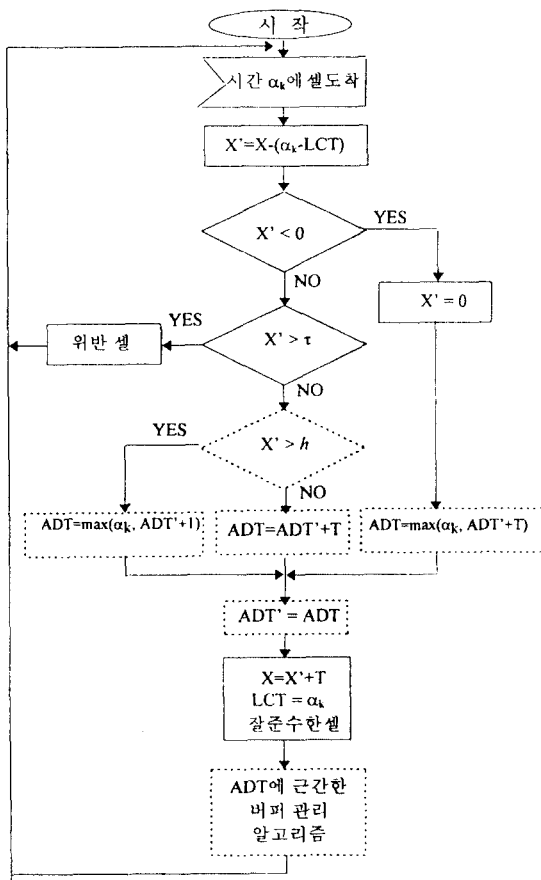 시 작
시간 αk에 셀도착
X'=X-(αk-LCT)
X' < 0
YES
NO
X' = 0
X' > τ
YES
위반 셀
NO
X' > h
YES
NO
ADT=max(αk, ADT'+1)
ADT=ADT'+T
ADT=max(αk, ADT'+T)
ADT' = ADT
X=X'+T
LCT = αk
잘준수한셀
ADT에 근간한
버퍼 관리
알고리즘